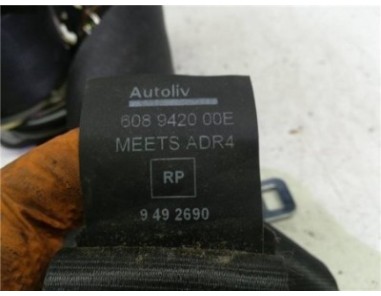 Autoliv
608 9420 00E
MEETS ADR4
RP
9 49 2690